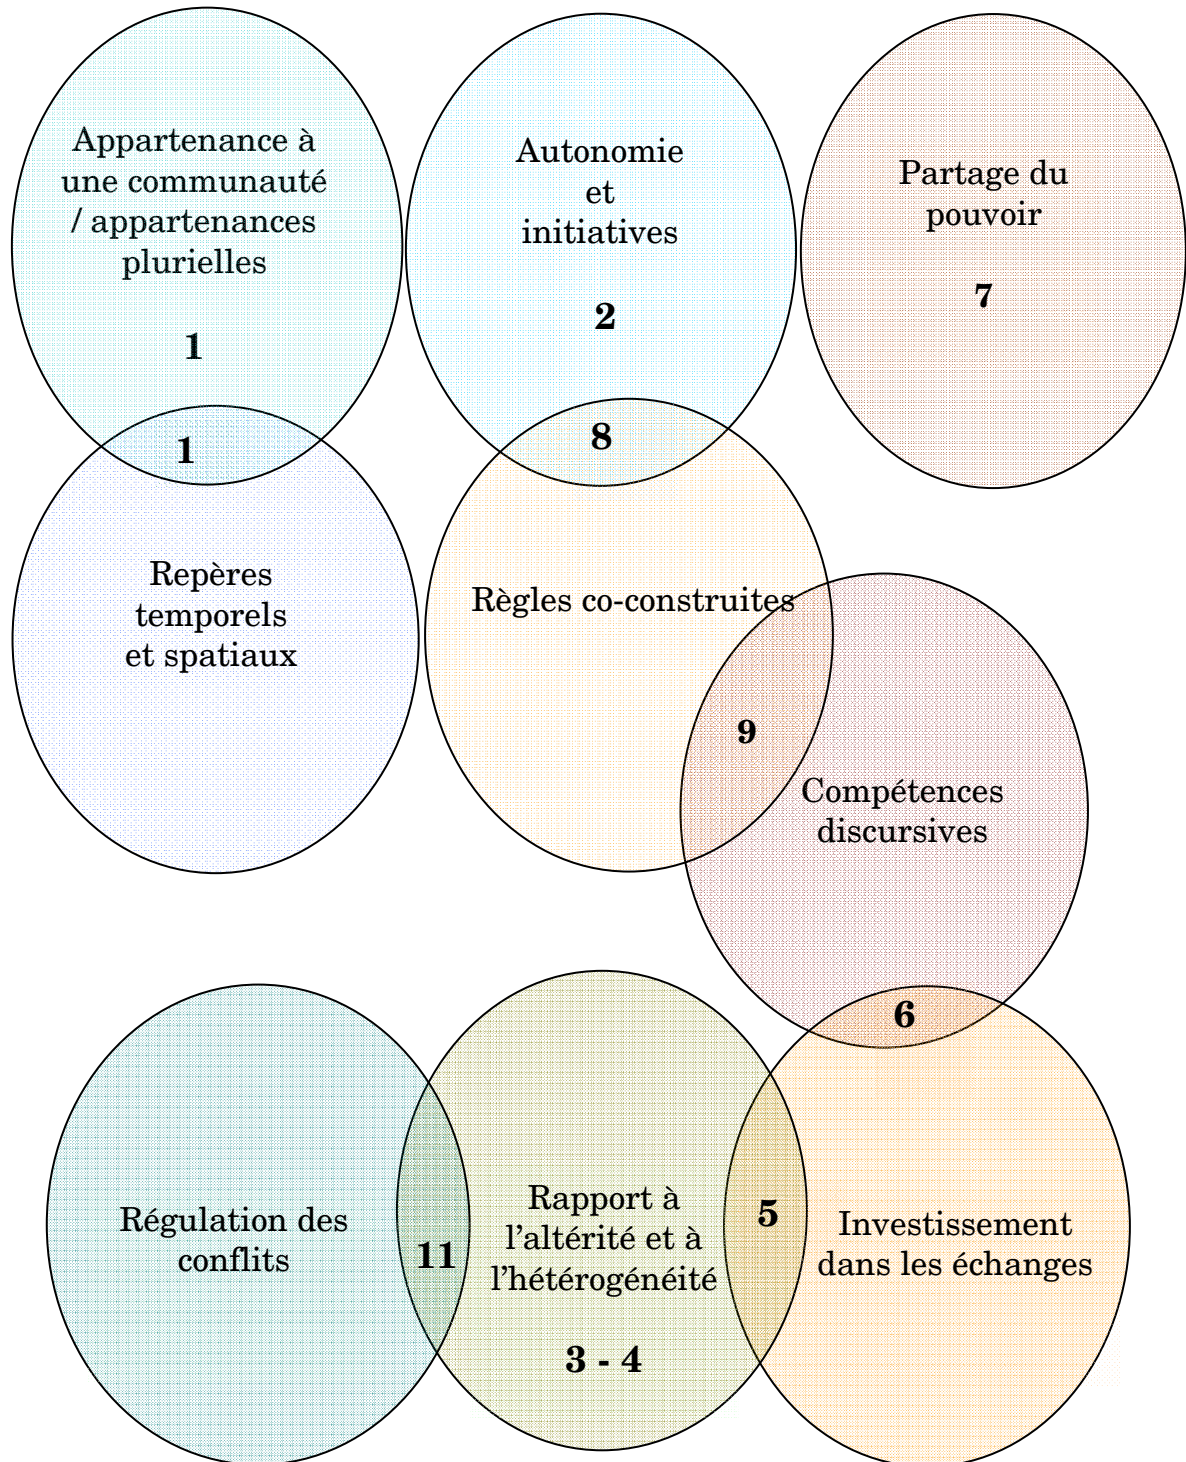 Appartenance à
une communauté
/ appartenances
plurielles
1
Autonomie
et
initiatives
2
Partage du
pouvoir
7
1
8
Repères
temporels
et spatiaux
Règles co-construites
9
Compétences
discursives
6
Régulation des
conflits
11
Rapport à
l'altérité et à
l'hétérogénéité
3 - 4
5
Investissement
dans les échanges